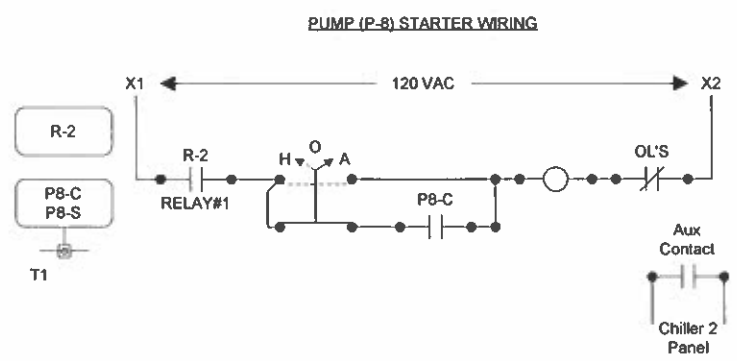 PUMP (P-8) STARTER WIRING
X1
120 VAC
X2
R-2
R-2
H
O
A
OL'S
RELAY#1
P8-C
P8-S
P8-C
T1
Aux
Contact
Chiller 2
Panel